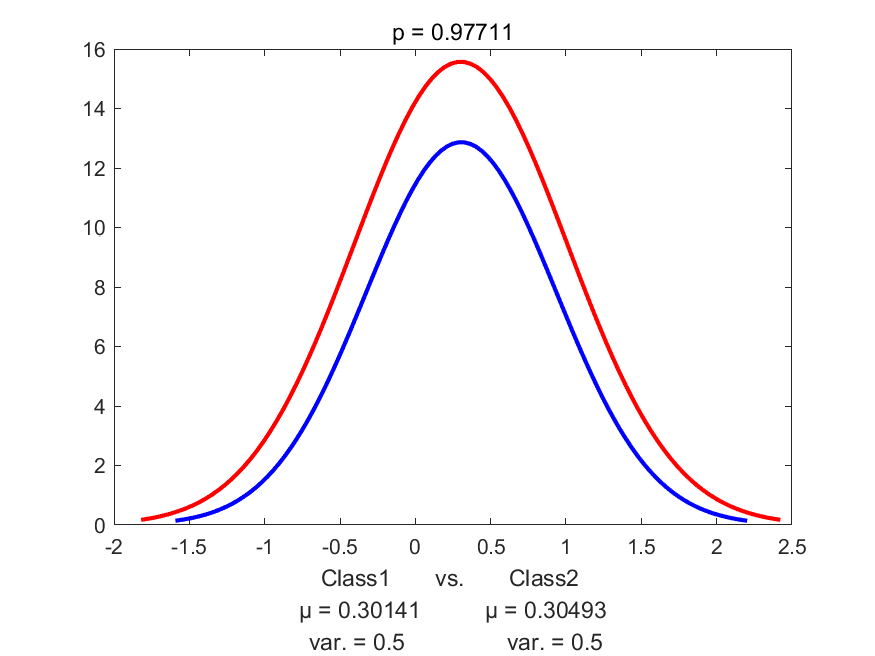 p = 0.97711
16
14
12
10
8
6
4
2
0
-2 -1.5 -1 -0.5 0 0.5 1 1.5 2 2.5
Class1 vs. Class2
μ = 0.30141 μ = 0.30493
var. = 0.5 var. = 0.5